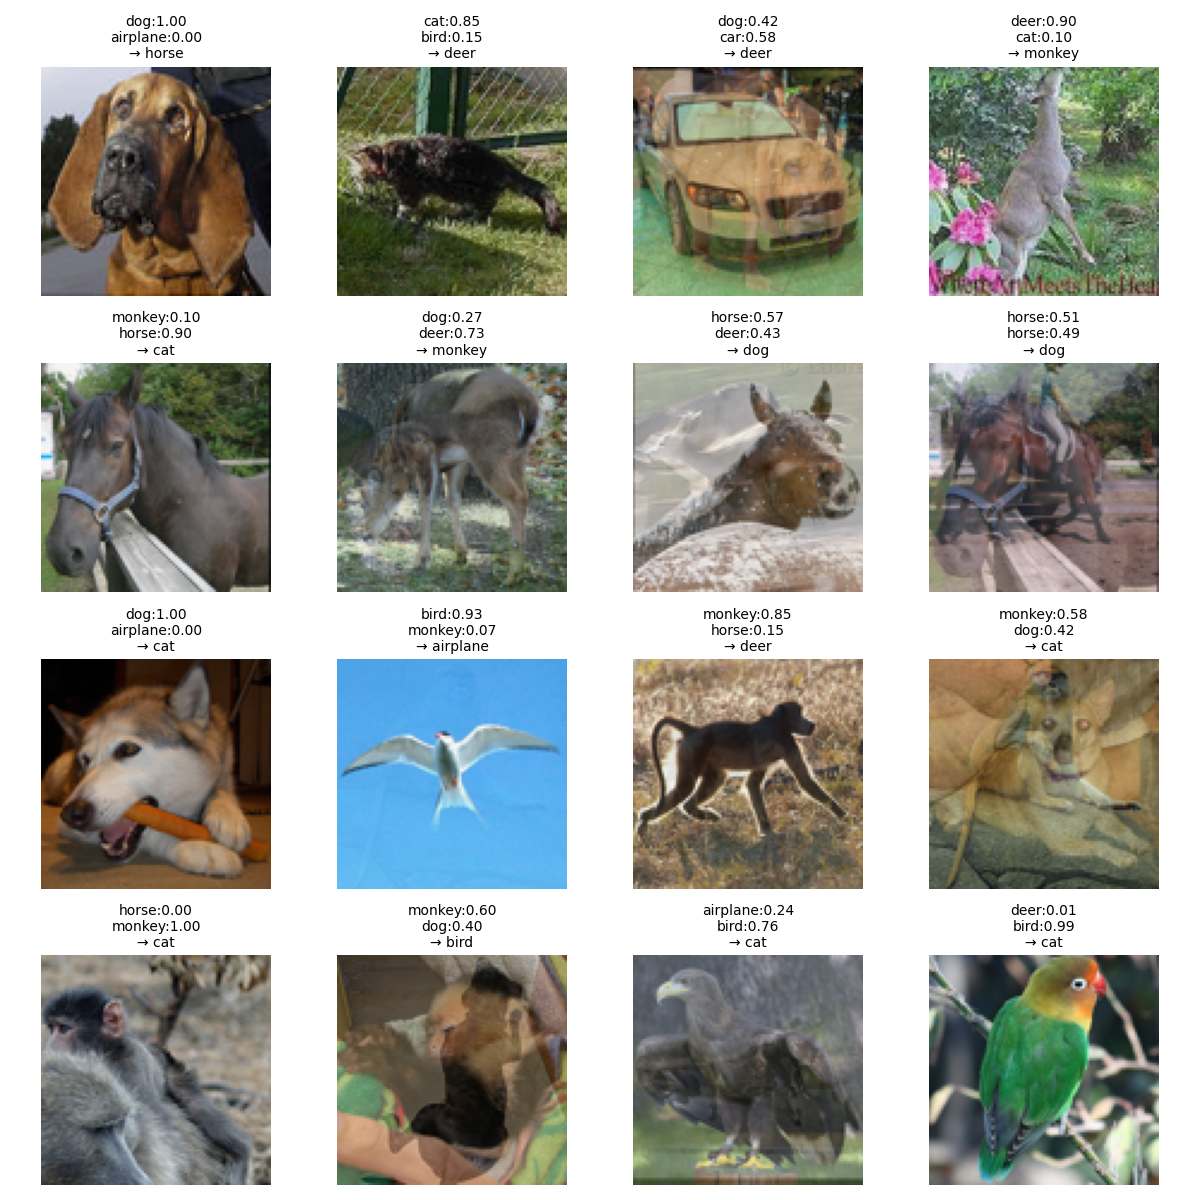 dog:1.00
airplane:0.00
→ horse
cat:0.85
bird:0.15
→ deer
dog:0.42
car:0.58
→ deer
deer:0.90
cat:0.10
→ monkey
monkey:0.10
horse:0.90
→ cat
dog:0.27
deer:0.73
→ monkey
horse:0.57
deer:0.43
→ dog
horse:0.51
horse:0.49
→ dog
dog:1.00
airplane:0.00
→ cat
bird:0.93
monkey:0.07
→ airplane
monkey:0.85
horse:0.15
→ deer
monkey:0.58
dog:0.42
→ cat
horse:0.00
monkey:1.00
→ cat
monkey:0.60
dog:0.40
→ bird
airplane:0.24
bird:0.76
→ cat
deer:0.01
bird:0.99
→ cat